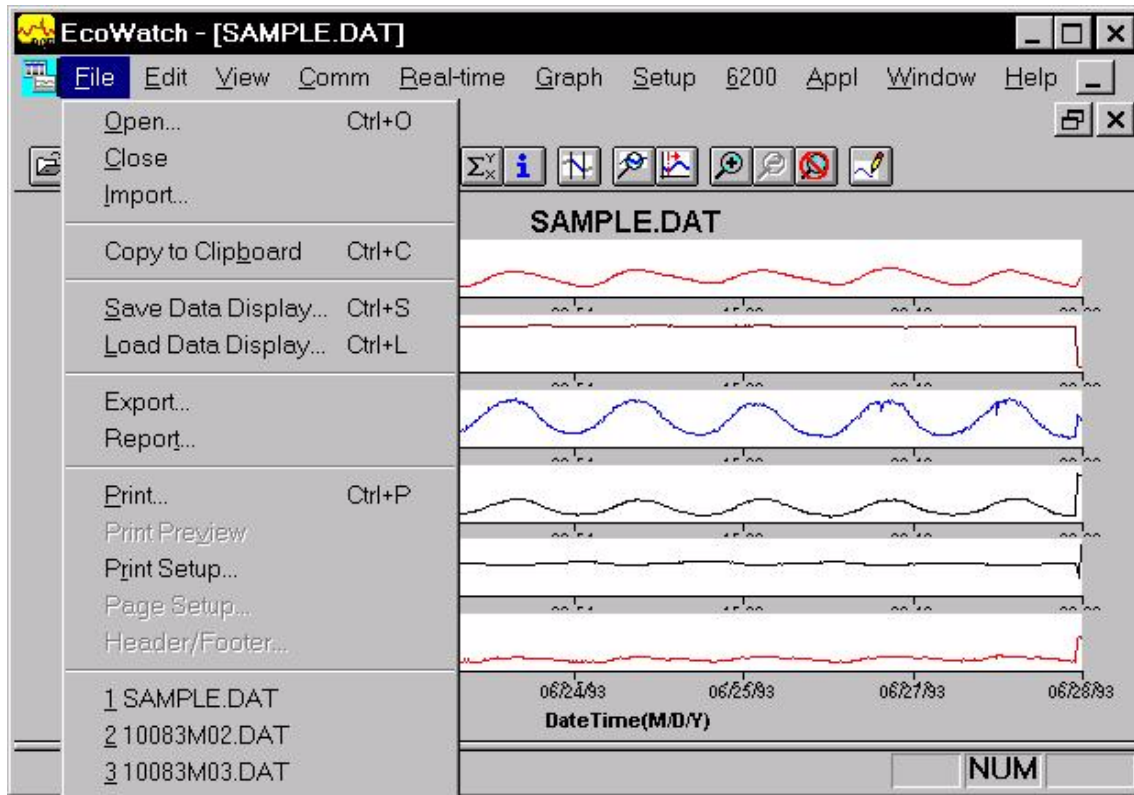 EcoWatch - [SAMPLE.DAT]
File Edit View Comm Real-time Graph Setup 6200 Appl Window Help
Open... Ctrl+O
Close
Import...
Copy to Clipboard Ctrl+C
Save Data Display... Ctrl+S
Load Data Display... Ctrl+L
Export...
Report...
Print... Ctrl+P
Print Preview
Print Setup...
Page Setup...
Header/Footer...
1 SAMPLE.DAT
2 10083M02.DAT
3 10083M03.DAT
SAMPLE.DAT
06/24/93 06/25/93 06/27/93 06/28/93
DateTime(M/D/Y)
NUM